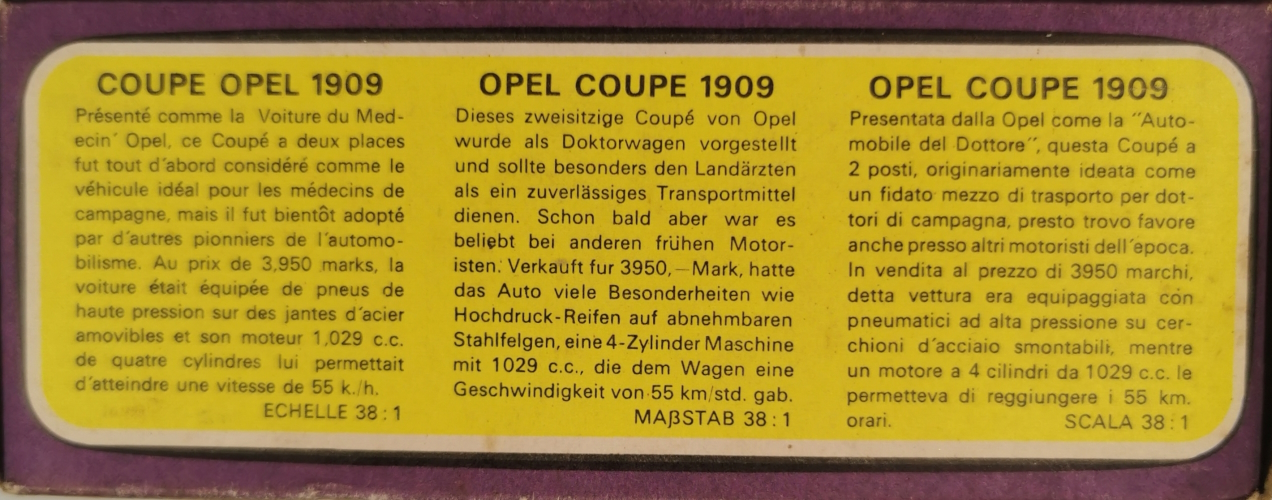 COUPE OPEL 1909
Présenté comme la Voiture du Med-
ecin' Opel, ce Coupé a deux places
fut tout d'abord considéré comme le
véhicule idéal pour les médecins de
campagne, mais il fut bientôt adopté
par d'autres pionniers de l'automo-
bilisme. Au prix de 3,950 marks, la
voiture était équipée de pneus de
haute pression sur des jantes d'acier
amovibles et son moteur 1,029 c.c.
de quatre cylindres lui permettait
d'atteindre une vitesse de 55 k./h.
ECHELLE 38:1
OPEL COUPE 1909
Dieses zweisitzige Coupé von Opel
wurde als Doktorwagen vorgestellt
und sollte besonders den Landärzten
als ein zuverlässiges Transportmittel
dienen. Schon bald aber war es
beliebt bei anderen frühen Motor-
isten. Verkauft fur 3950,—Mark, hatte
das Auto viele Besonderheiten wie
Hochdruck-Reifen auf abnehmbaren
Stahlfelgen, eine 4-Zylinder Maschine
mit 1029 c.c., die dem Wagen eine
Geschwindigkeit von 55 km/std. gab.
MAßSTAB 38:1
OPEL COUPE 1909
Presentata dalla Opel come la "Auto-
mobile del Dottore", questa Coupé a
2 posti, originariamente ideata come
un fidato mezzo di trasporto per dot-
tori di campagna, presto trovo favore
anche presso altri motoristi dell'epoca.
In vendita al prezzo di 3950 marchi,
detta vettura era equipaggiata con
pneumatici ad alta pressione su cer-
chioni d'acciaio smontabili, mentre
un motore a 4 cilindri da 1029 c.c. le
permetteva di reggiungere i 55 km.
orari. SCALA 38:1